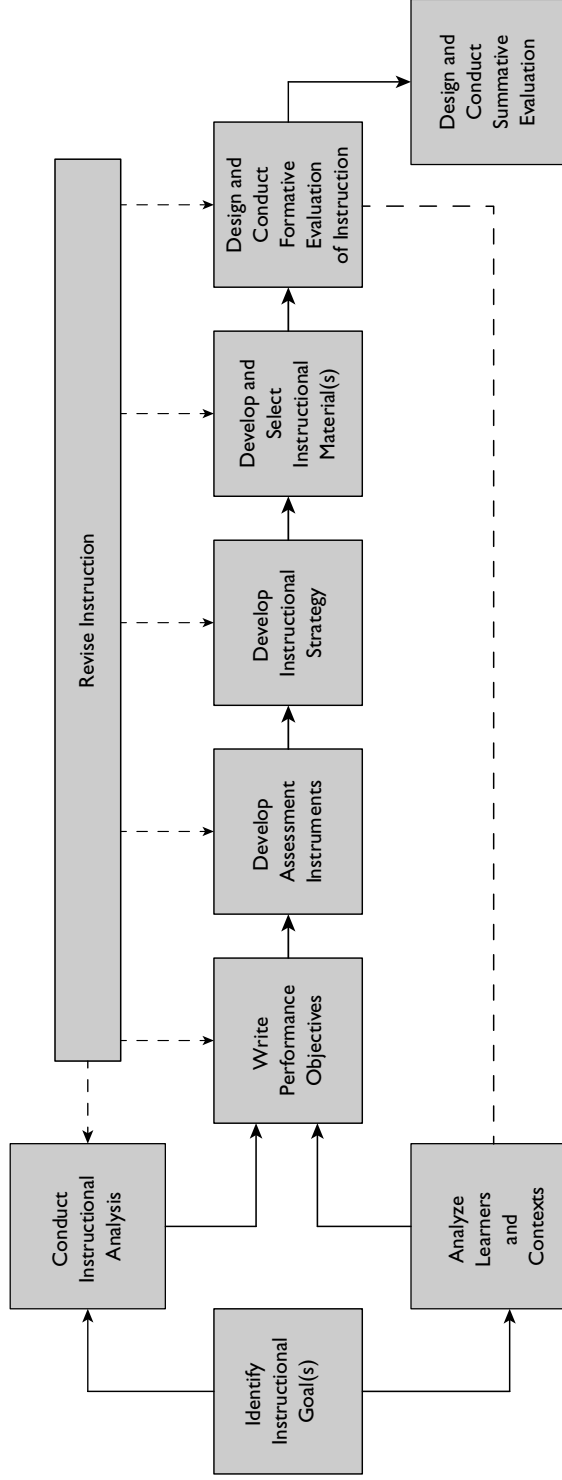 Identify
Instructional
Goal(s)
Conduct
Instructional
Analysis
Analyze
Learners
and
Contexts
Revise Instruction
Write
Performance
Objectives
Develop
Assessment
Instruments
Develop
Instructional
Strategy
Develop and
Select
Instructional
Material(s)
Design and
Conduct
Formative
Evaluation
of Instruction
Design and
Conduct
Summative
Evaluation